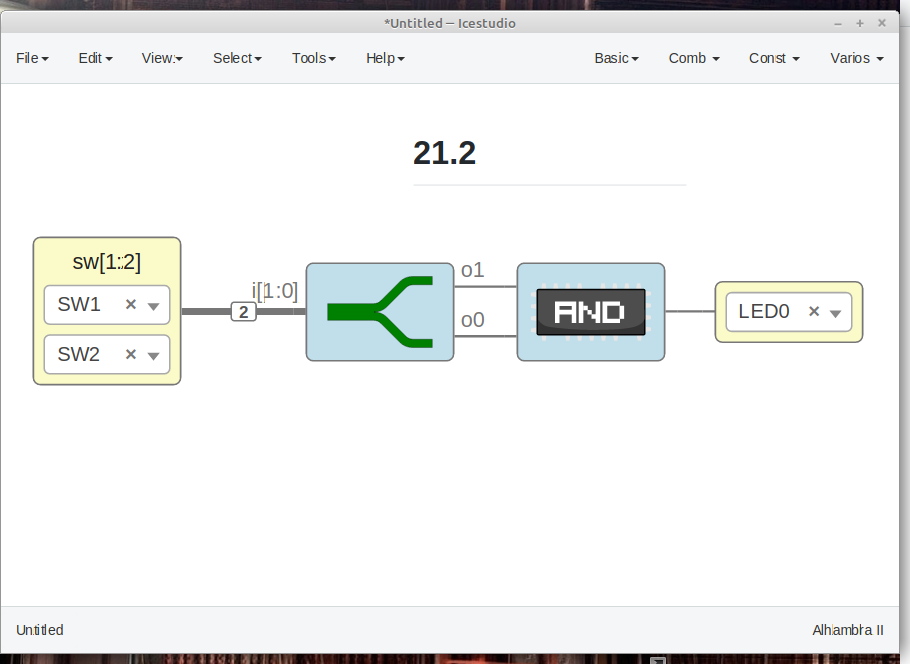 *Untitled – Icestudio
File Edit View Select Tools Help Basic Comb Const Varios
21.2
sw[1:2]
SW1 ×
SW2 ×
i[1:0]
2
o1
o0
AND
LED0 ×
Untitled
Alhambra II